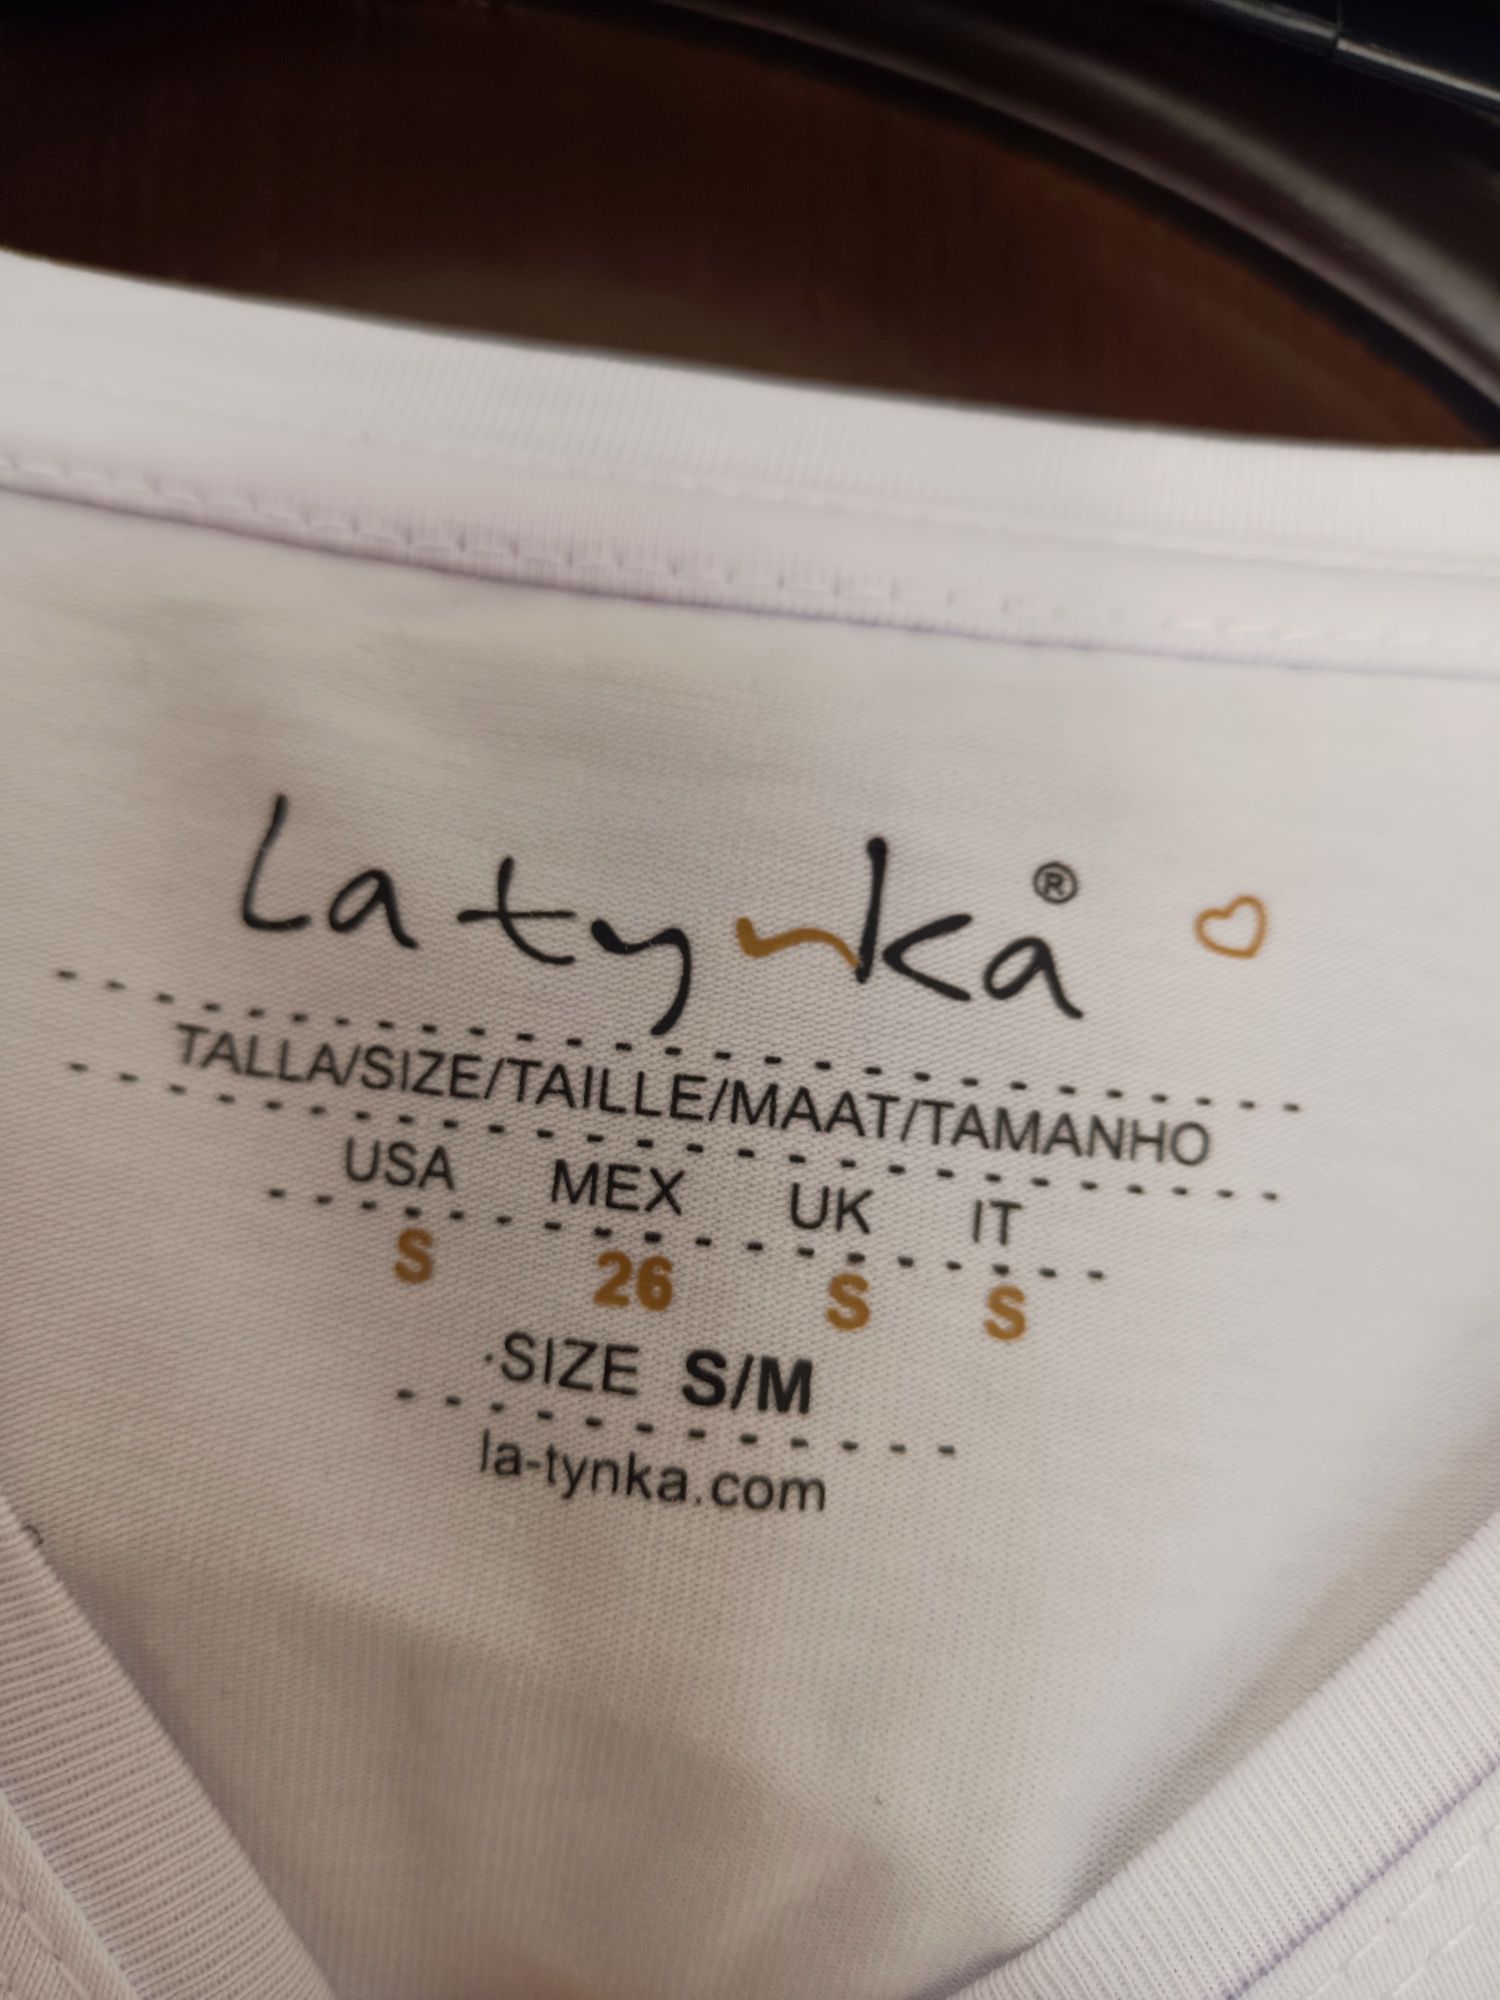 La tynka®
TALLA/SIZE/TAILLE/MAAT/TAMANHO
USA MEX UK IT
S 26 S S
·SIZE S/M
la-tynka.com